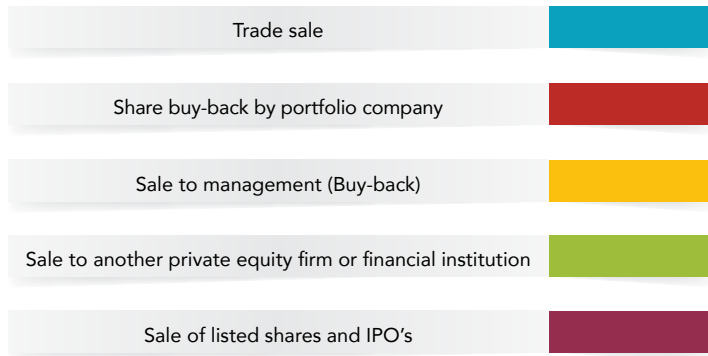 Trade sale
Share buy-back by portfolio company
Sale to management (Buy-back)
Sale to another private equity firm or financial institution
Sale of listed shares and IPO's